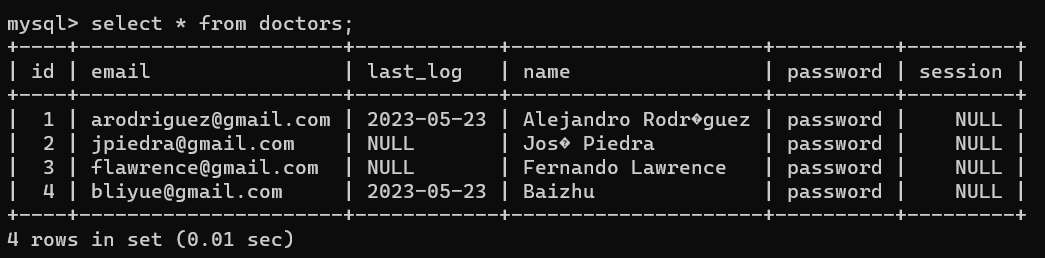 mysql> select * from doctors;
+----+----------------------+------------+---------------------+----------+---------+
| id | email                | last_log   | name                | password | session |
+----+----------------------+------------+---------------------+----------+---------+
|  1 | arodriguez@gmail.com | 2023-05-23 | Alejandro Rodr�guez | password |    NULL |
|  2 | jpiedra@gmail.com    | NULL       | Jos� Piedra         | password |    NULL |
|  3 | flawrence@gmail.com  | NULL       | Fernando Lawrence   | password |    NULL |
|  4 | bliyue@gmail.com     | 2023-05-23 | Baizhu              | password |    NULL |
+----+----------------------+------------+---------------------+----------+---------+
4 rows in set (0.01 sec)